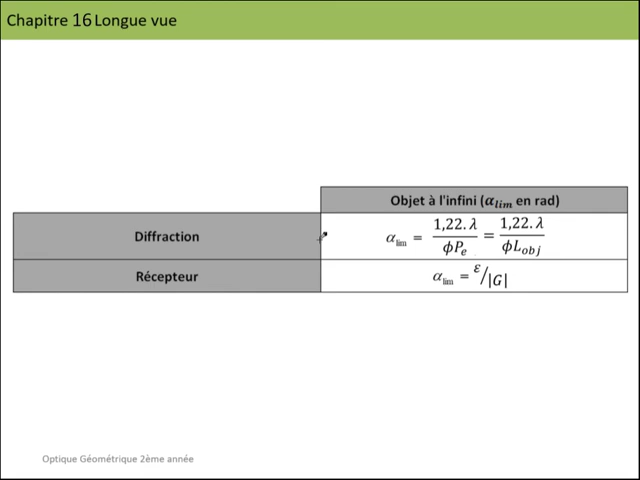 Chapitre 16 Longue vue
Objet à l'infini (α_lim en rad)
Diffraction
α_lim = 1,22.λ / ϕP_e = 1,22.λ / ϕL_obj
Récepteur
α_lim = ε/|G|
Optique Géométrique 2ème année